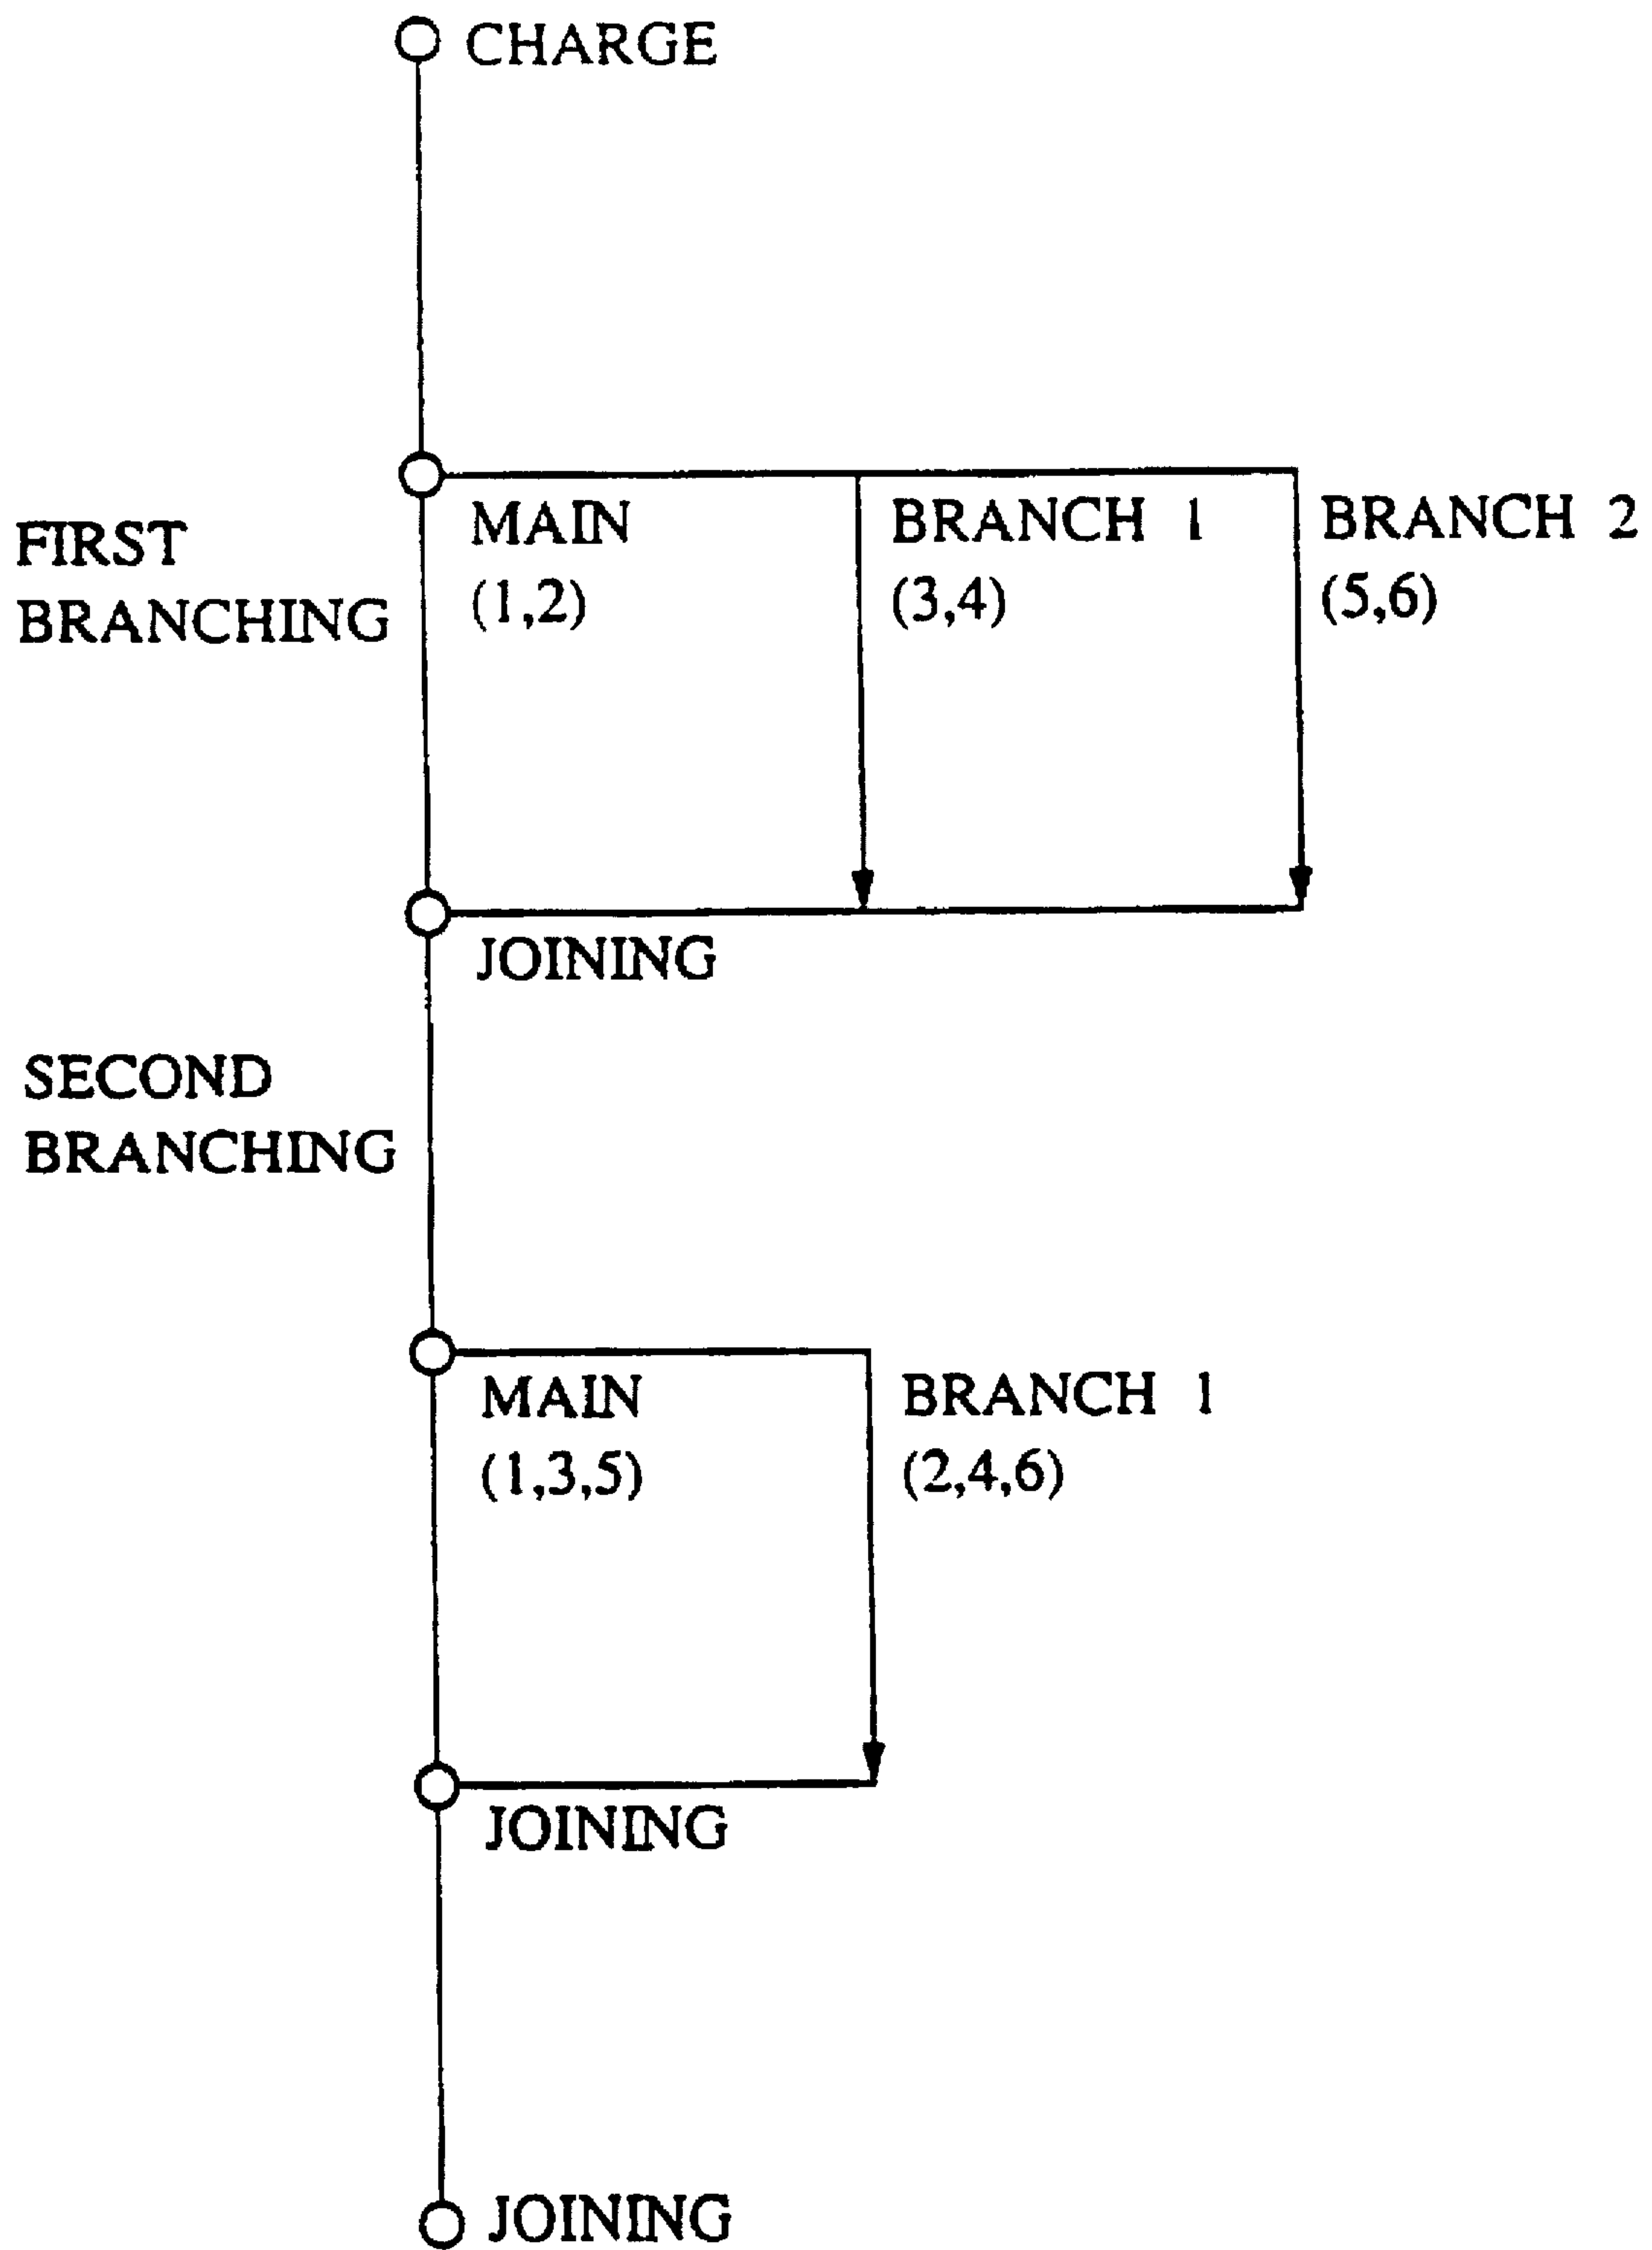 CHARGE
FIRST
BRANCHING
MAIN
(1,2)
BRANCH 1
(3,4)
BRANCH 2
(5,6)
JOINING
SECOND
BRANCHING
MAIN
(1,3,5)
BRANCH 1
(2,4,6)
JOINING
JOINING